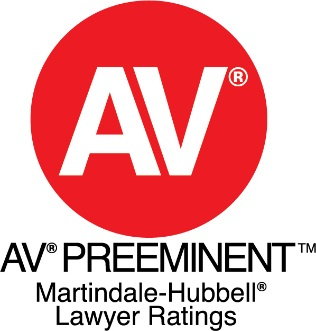 AV®
AV® PREEMINENT™
Martindale-Hubbell®
Lawyer Ratings